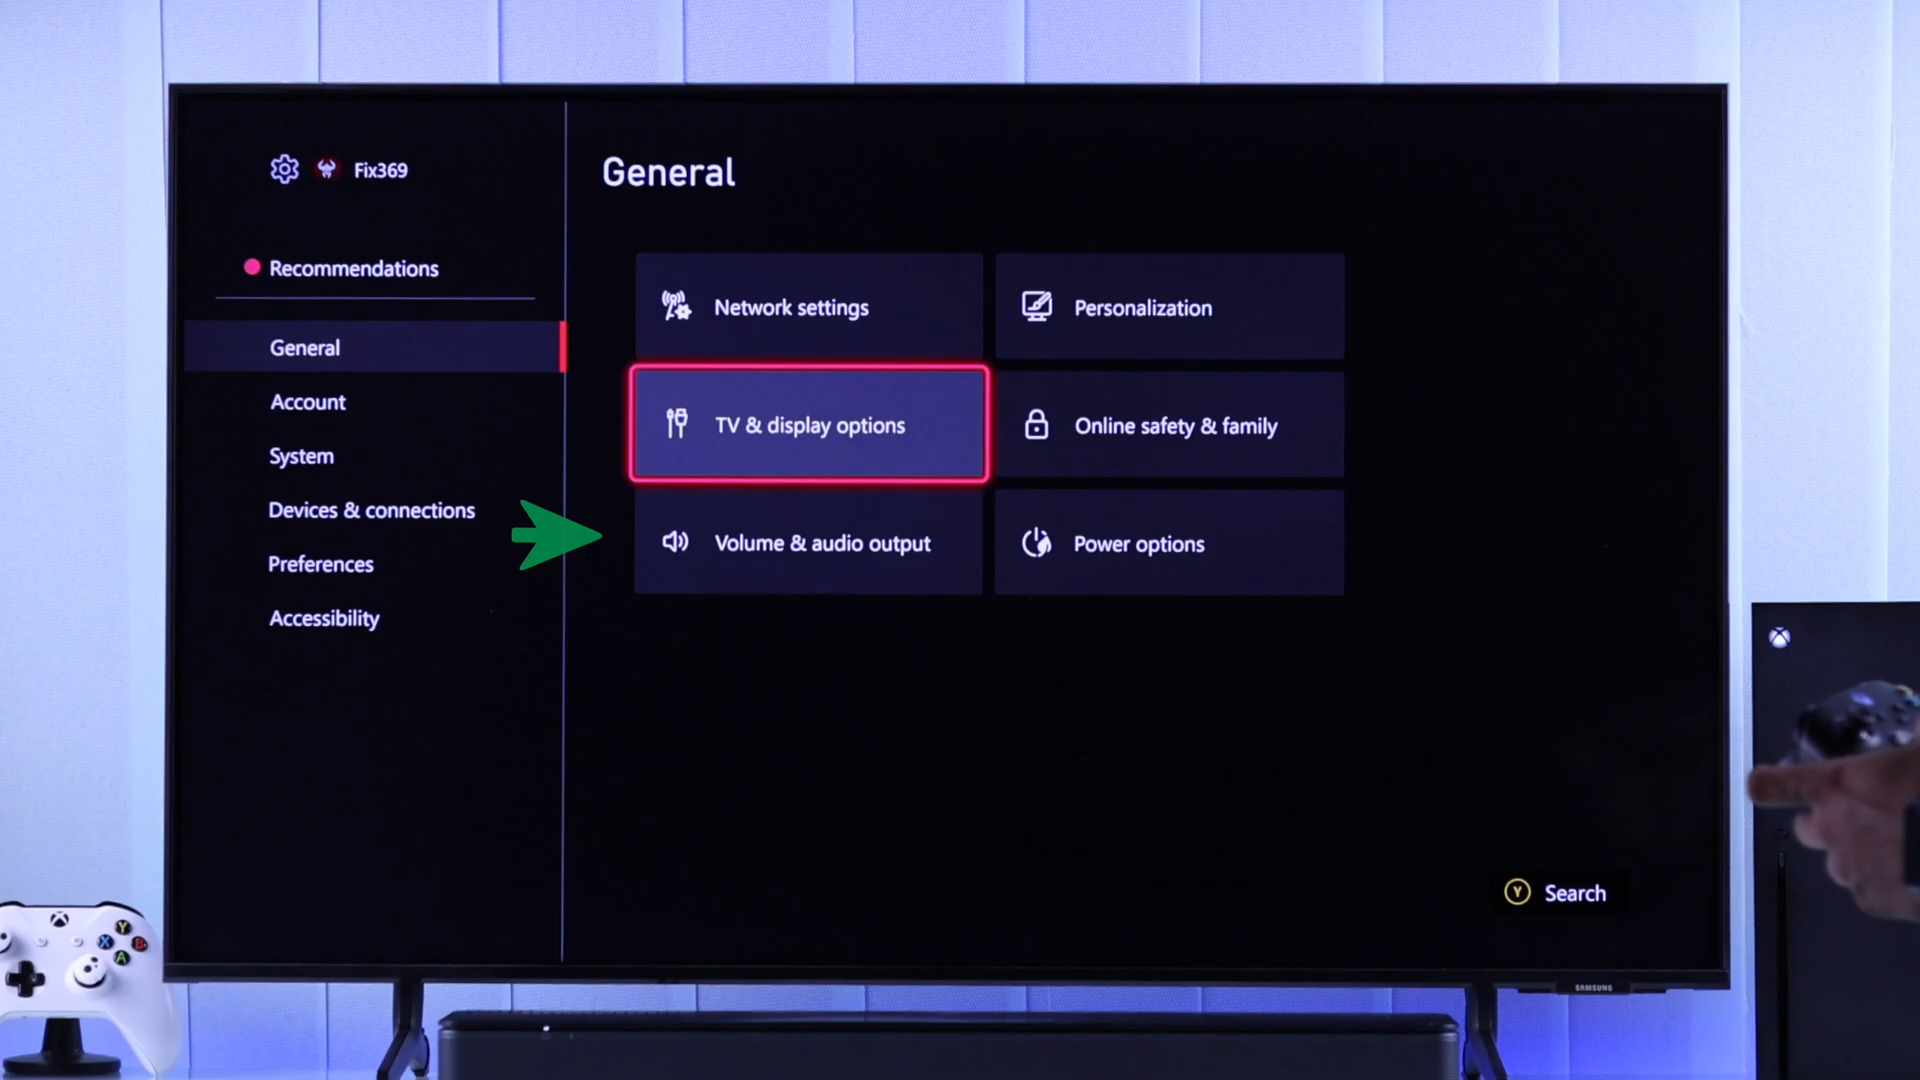 Fix369
General
Recommendations
General
Account
System
Devices & connections
Preferences
Accessibility
Network settings
Personalization
TV & display options
Online safety & family
Volume & audio output
Power options
Y Search
SAMSUNG
Y
X B
A